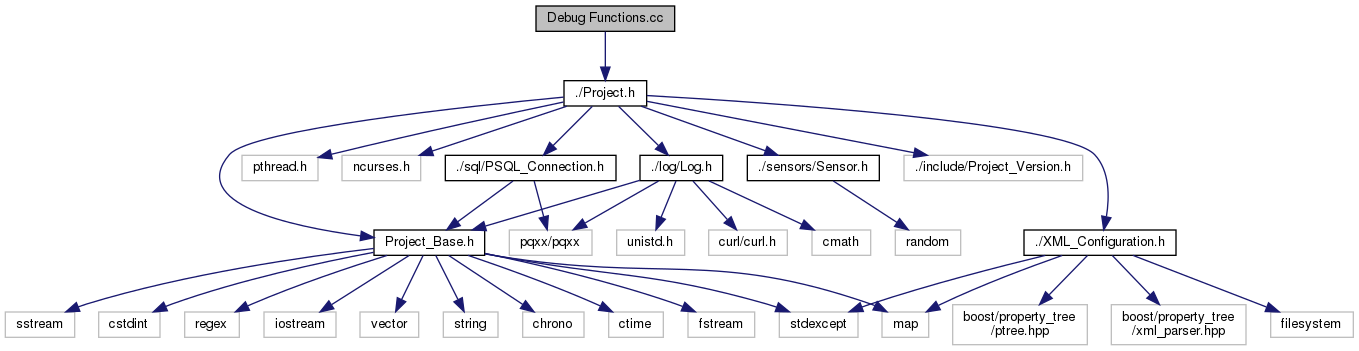 Debug Functions.cc
./Project.h
pthread.h
ncurses.h
./sql/PSQL_Connection.h
./log/Log.h
./sensors/Sensor.h
./include/Project_Version.h
Project_Base.h
pqxx/pqxx
unistd.h
curl/curl.h
cmath
random
./XML_Configuration.h
sstream
cstdint
regex
iostream
vector
string
chrono
ctime
fstream
stdexcept
map
boost/property_tree
/ptree.hpp
boost/property_tree
/xml_parser.hpp
filesystem